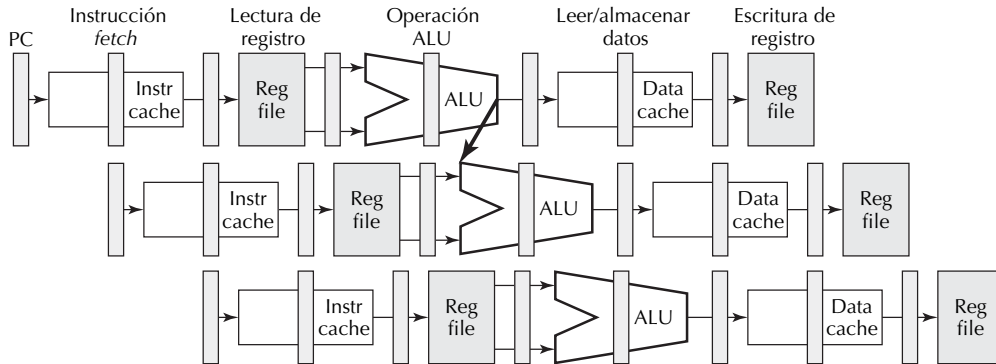 Instrucción
Lectura de
Operación
Leer/almacenar
Escritura de
PC
fetch
registro
ALU
datos
registro
Instr
cache
Reg
file
ALU
Data
cache
Reg
file
Instr
cache
Reg
file
ALU
Data
cache
Reg
file
Instr
cache
Reg
file
ALU
Data
cache
Reg
file